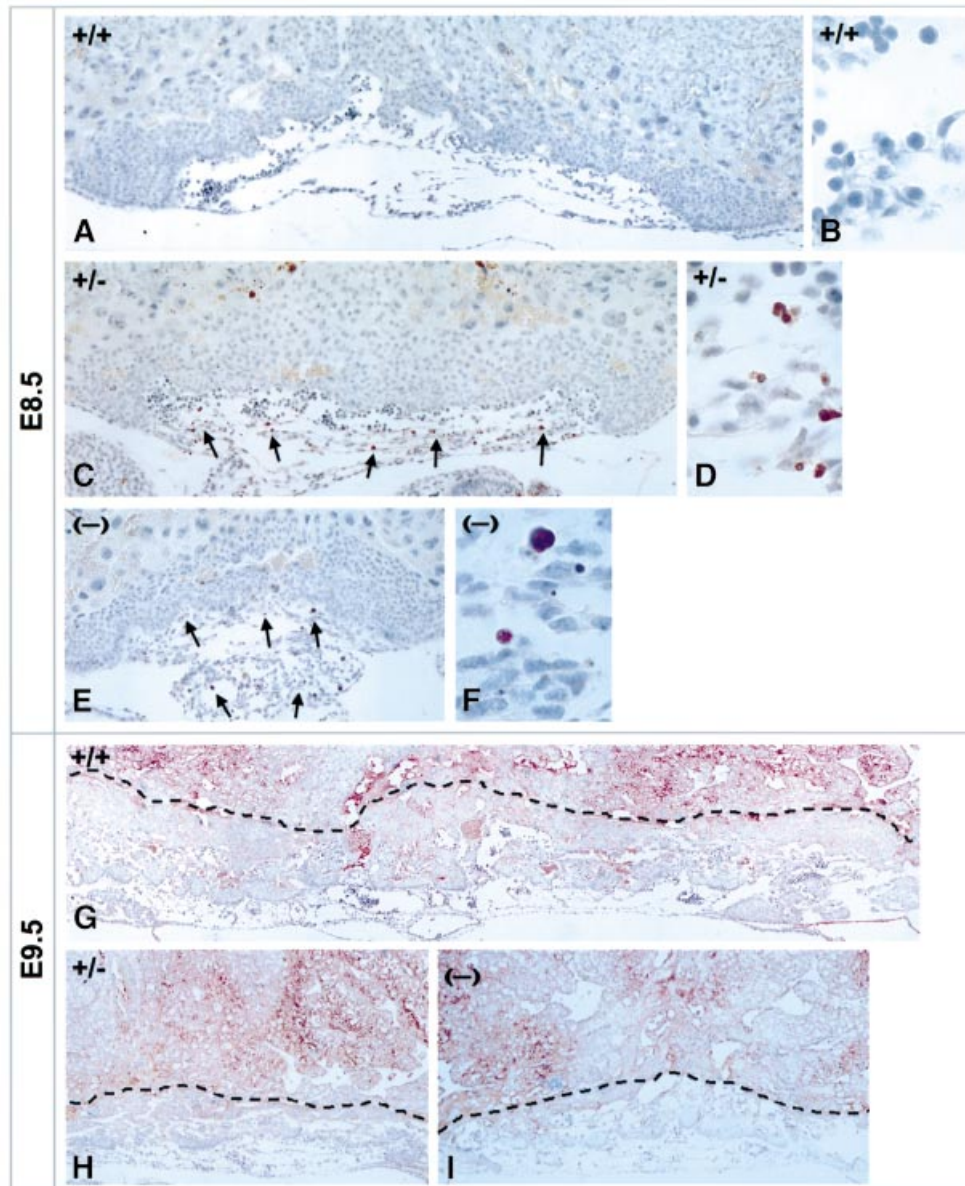 E8.5
+/+
A
+/+
B
+/-
C
+/-
D
(—)
E
(—)
F
E9.5
+/+
G
+/-
H
(—)
I